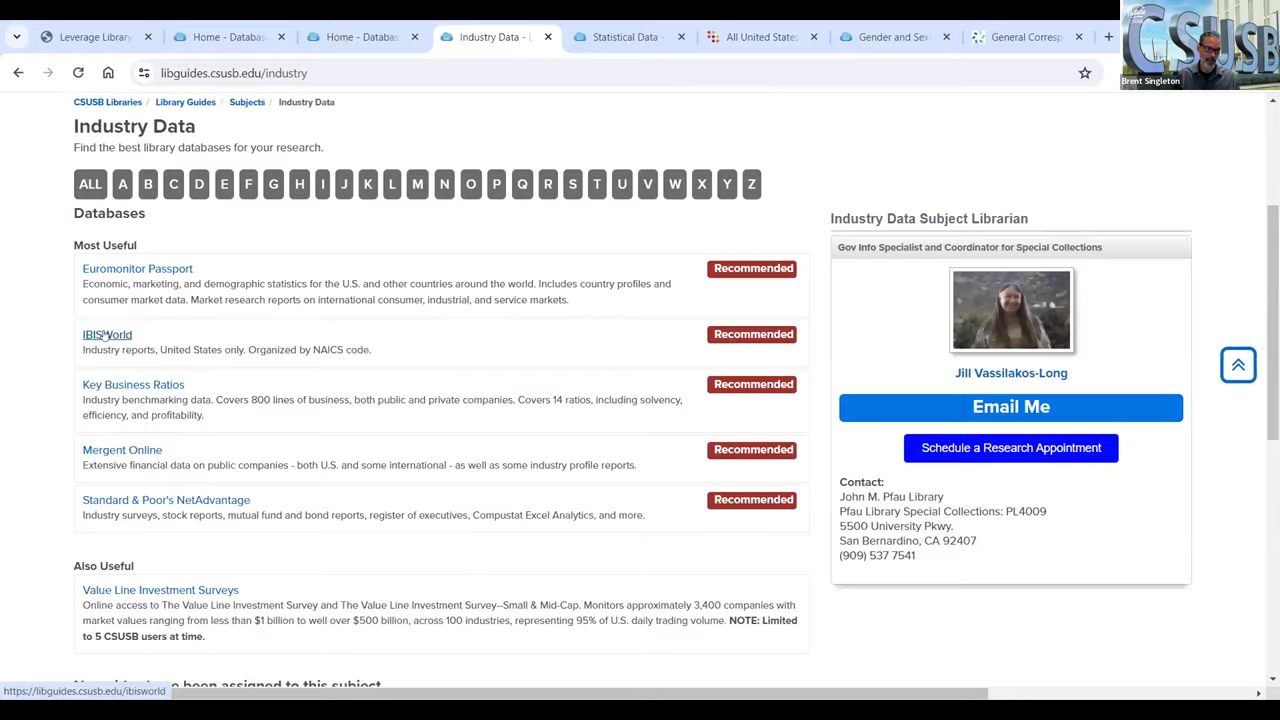 Leverage Library
Home - Databas
Home - Databas
Industry Data - L
Statistical Data -
All United States
Gender and Sexu
General Corresp
libguides.csusb.edu/industry
CSUSB
Brent Singleton
CSUSB Libraries / Library Guides / Subjects / Industry Data
Industry Data
Find the best library databases for your research.
ALL A B C D E F G H I J K L M N O P Q R S T U V W X Y Z
Databases
Most Useful
Euromonitor Passport
Recommended
Economic, marketing, and demographic statistics for the U.S. and other countries around the world. Includes country profiles and
consumer market data. Market research reports on international consumer, industrial, and service markets.
IBISWorld
Recommended
Industry reports, United States only. Organized by NAICS code.
Key Business Ratios
Recommended
Industry benchmarking data. Covers 800 lines of business, both public and private companies. Covers 14 ratios, including solvency,
efficiency, and profitability.
Mergent Online
Recommended
Extensive financial data on public companies - both U.S. and some international - as well as some industry profile reports.
Standard & Poor's NetAdvantage
Recommended
Industry surveys, stock reports, mutual fund and bond reports, register of executives, Compustat Excel Analytics, and more.
Also Useful
Value Line Investment Surveys
Online access to The Value Line Investment Survey and The Value Line Investment Survey–Small & Mid-Cap. Monitors approximately 3,400 companies with
market values ranging from less than $1 billion to well over $500 billion, across 100 industries, representing 95% of U.S. daily trading volume. NOTE: Limited
to 5 CSUSB users at time.
been assigned to this subject
Industry Data Subject Librarian
Gov Info Specialist and Coordinator for Special Collections
Jill Vassilakos-Long
Email Me
Schedule a Research Appointment
Contact:
John M. Pfau Library
Pfau Library Special Collections: PL4009
5500 University Pkwy.
San Bernardino, CA 92407
(909) 537 7541
https://libguides.csusb.edu/ibisworld